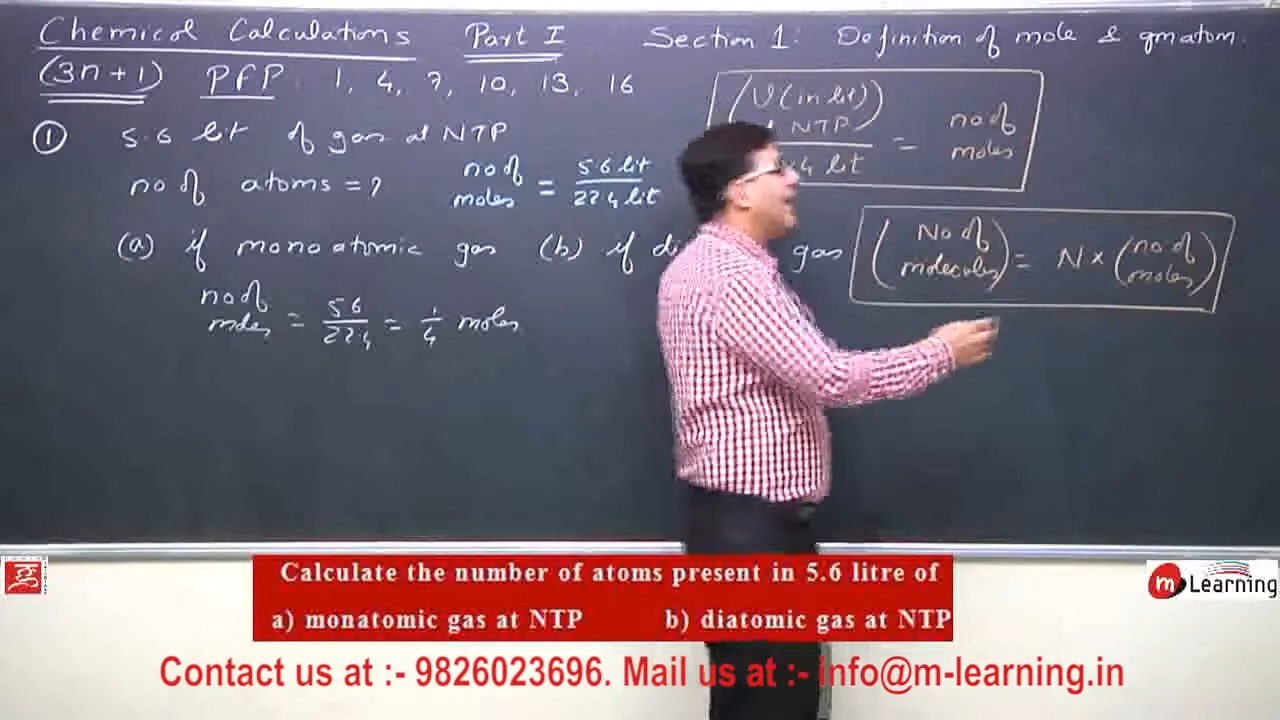 Chemical Calculations Part I Section 1: Definition of mole & gm atom.
(3n+1) PFP 1, 4, 7, 10, 13, 16
(V(in lit)
NTP)
4 lit = no of moles
① 5.6 lit of gas at NTP
no of atoms = ? no of moles = 5.6 lit / 22.4 lit
(a) if monoatomic gas (b) if di gas
(No of molecules) = N × (no of moles)
no of moles = 5.6 / 22.4 = 1/4 moles
Calculate the number of atoms present in 5.6 litre of
a) monatomic gas at NTP b) diatomic gas at NTP
m Learning
Contact us at :- 9826023696. Mail us at :- info@m-learning.in